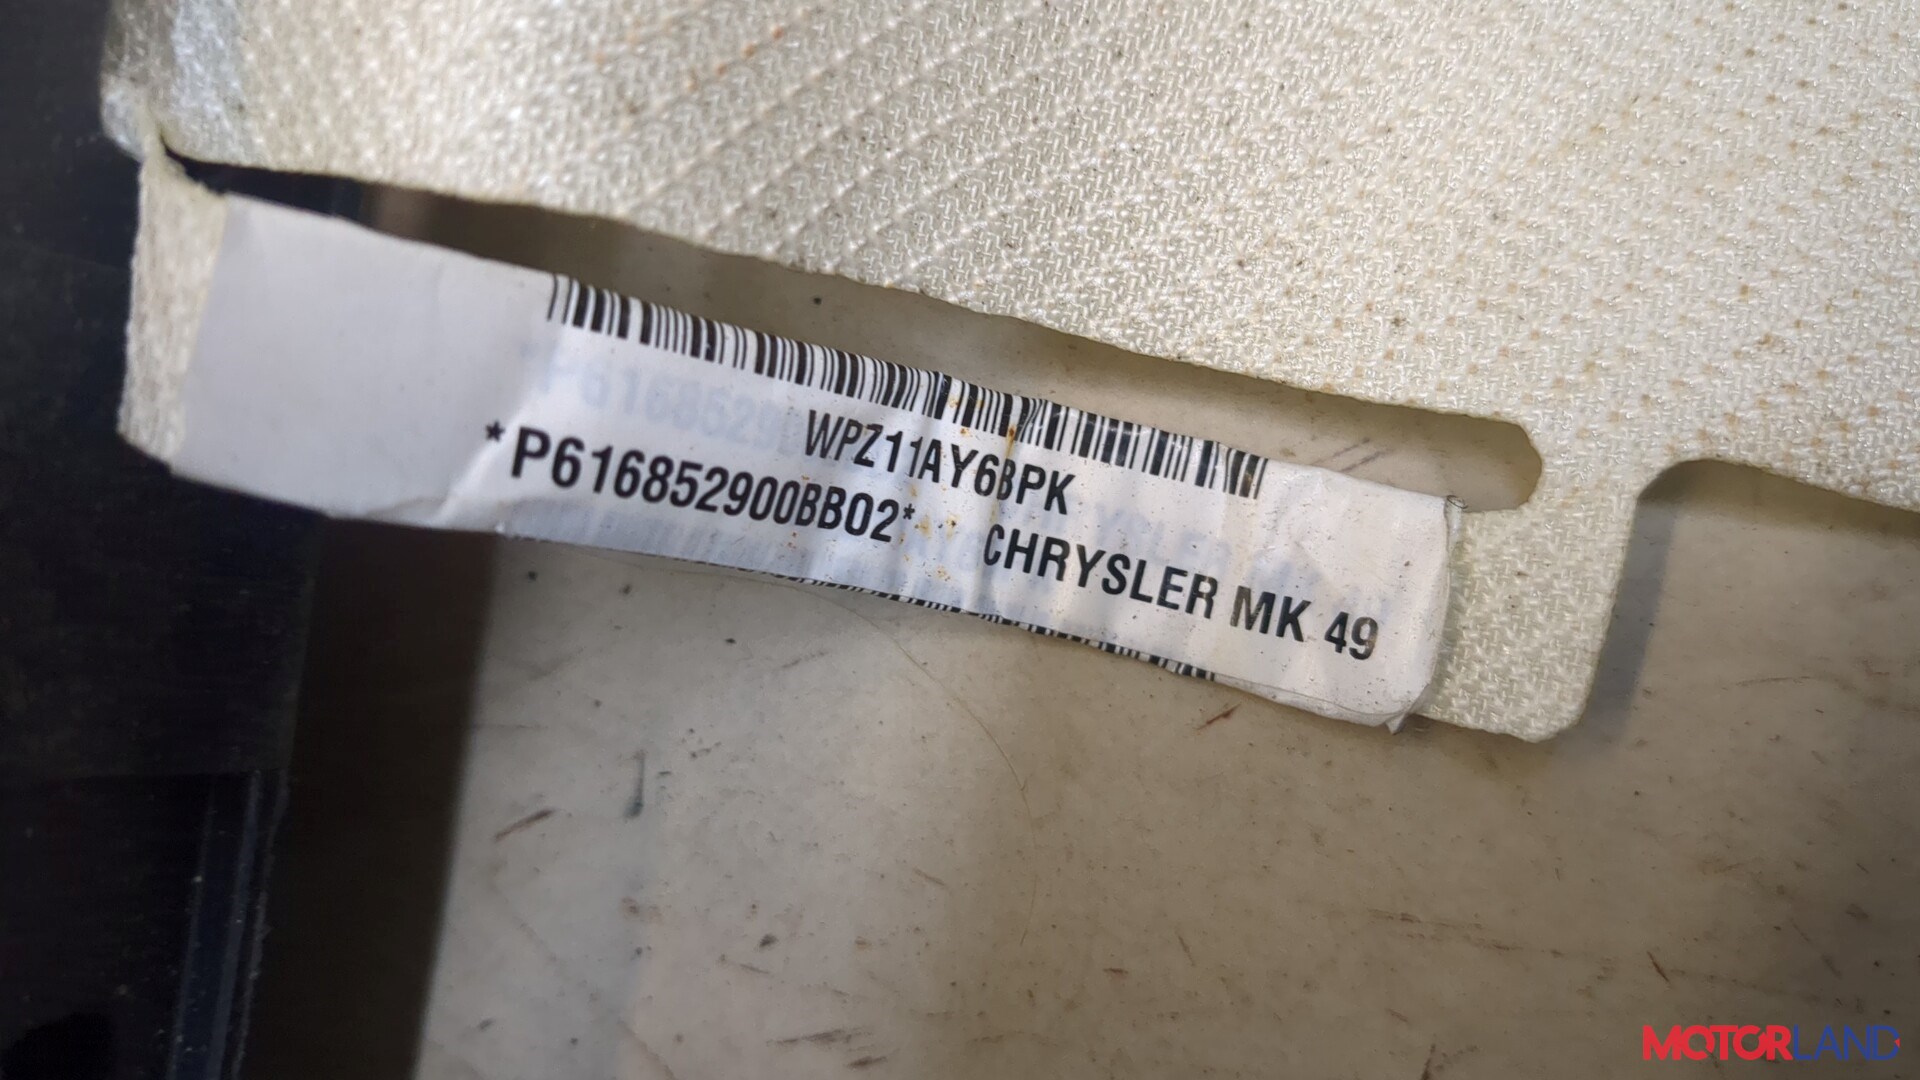 WPZ11AY6BPK
*P616852900BB02* CHRYSLER MK 49
MOTORLAND